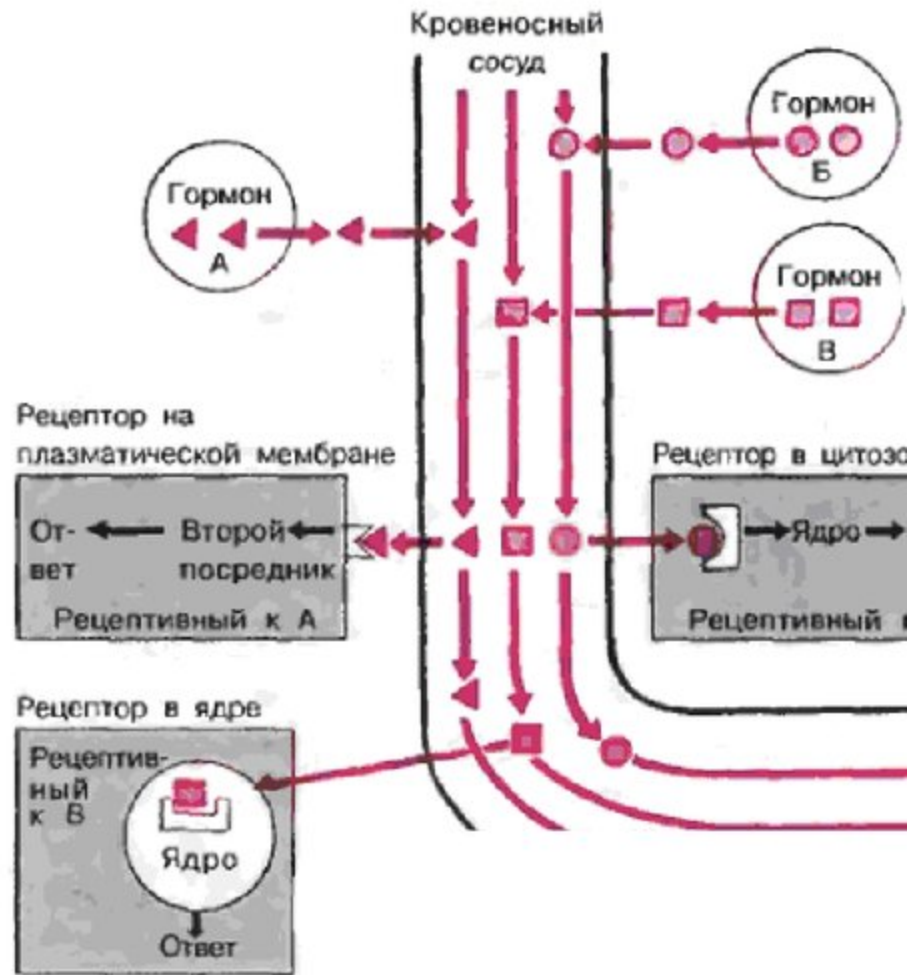 Кровеносный
сосуд
Гормон
А
Гормон
Б
Гормон
В
Рецептор на
плазматической мембране
От-
вет
Второй
посредник
Рецептивный к А
Рецептор в цитозо
Ядро
Рецептивный
Рецептор в ядре
Рецептив-
ный
к В
Ядро
Ответ